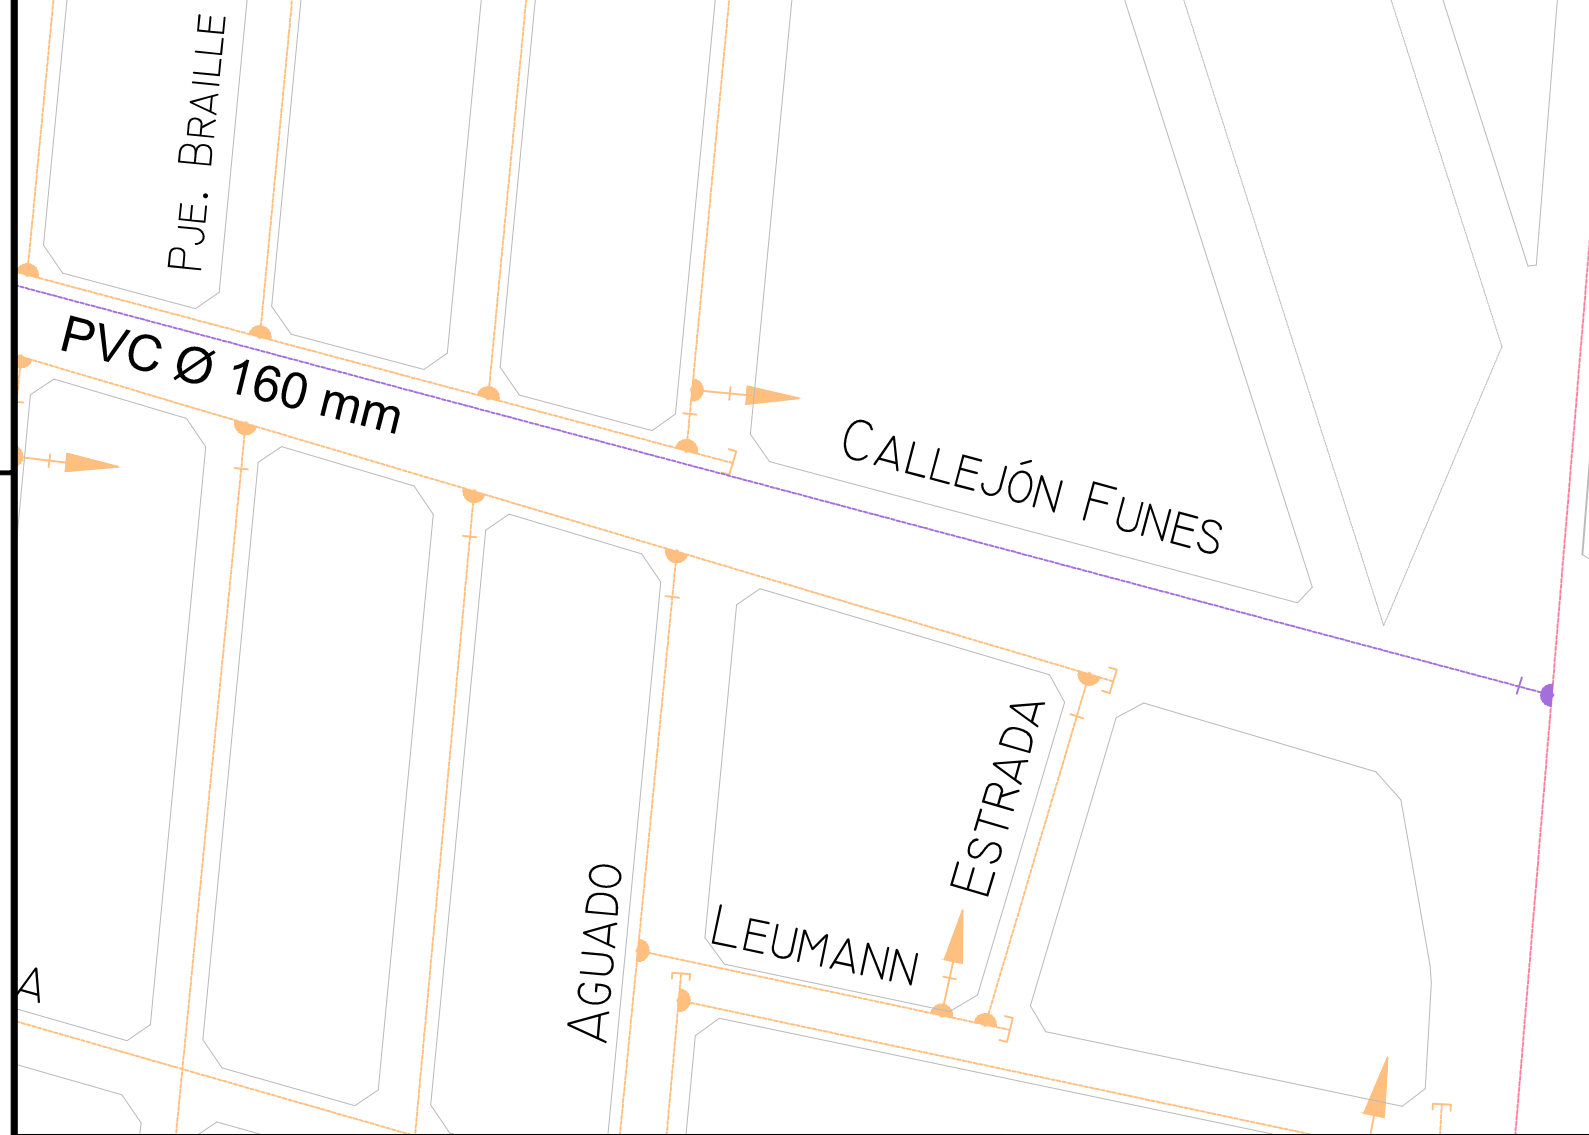 PJE. BRAILLE
PVC Ø 160 mm
CALLEJÓN FUNES
ESTRADA
AGUADO
LEUMANN
A